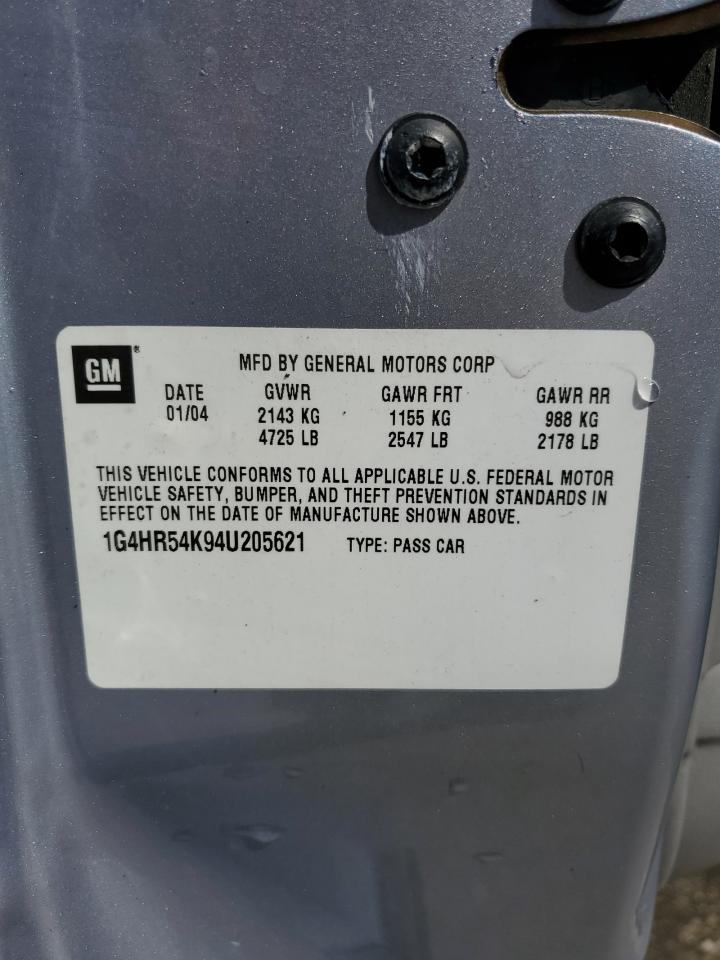 GM®
MFD BY GENERAL MOTORS CORP
DATE GVWR GAWR FRT GAWR RR
01/04 2143 KG 1155 KG 988 KG
4725 LB 2547 LB 2178 LB
THIS VEHICLE CONFORMS TO ALL APPLICABLE U.S. FEDERAL MOTOR
VEHICLE SAFETY, BUMPER, AND THEFT PREVENTION STANDARDS IN
EFFECT ON THE DATE OF MANUFACTURE SHOWN ABOVE.
1G4HR54K94U205621 TYPE: PASS CAR